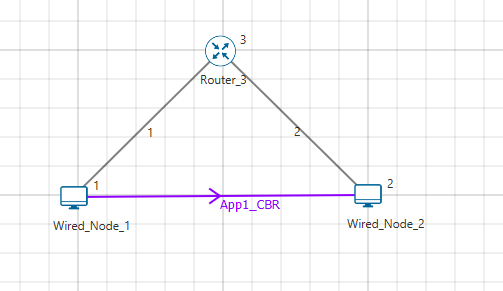 3
Router_3
1
2
1
2
App1_CBR
Wired_Node_1
Wired_Node_2